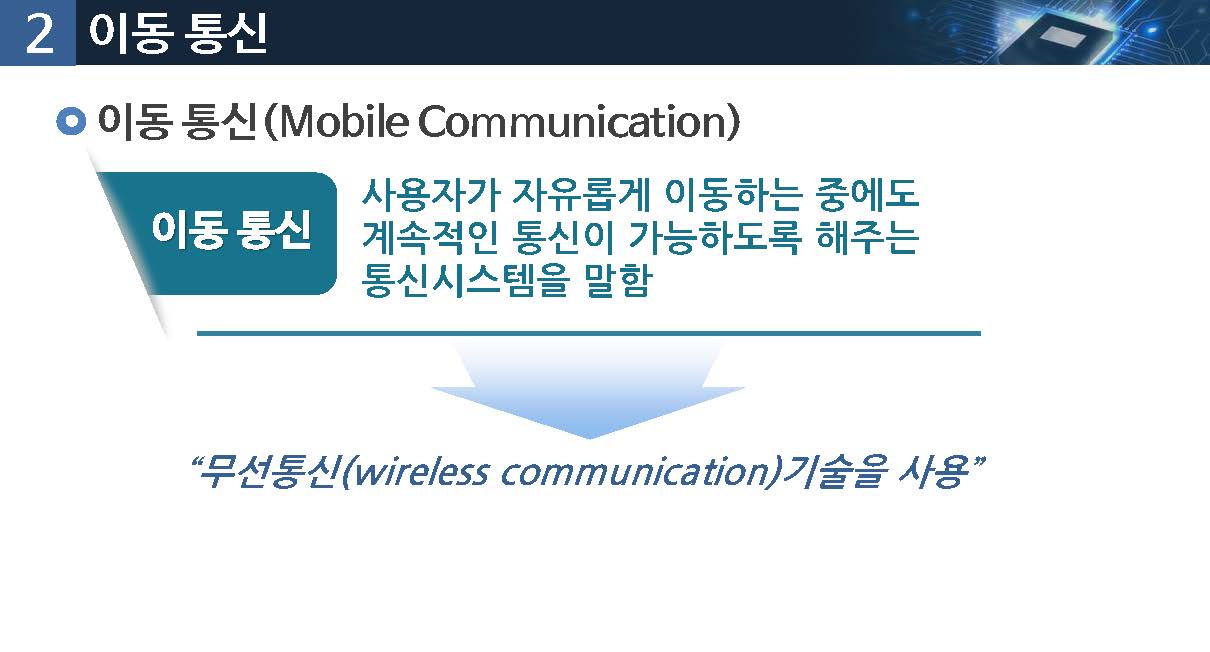 2 이동 통신
이동 통신(Mobile Communication)
이동 통신
사용자가 자유롭게 이동하는 중에도
계속적인 통신이 가능하도록 해주는
통신시스템을 말함
“무선통신(wireless communication)기술을 사용”